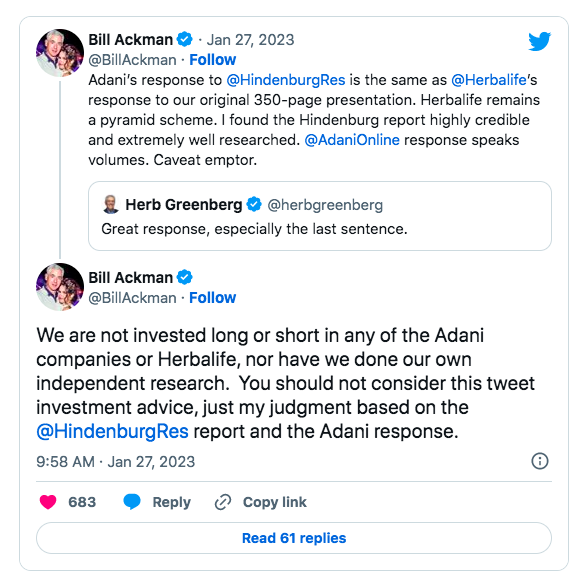 Bill Ackman · Jan 27, 2023
@BillAckman · Follow
Adani's response to @HindenburgRes is the same as @Herbalife's
response to our original 350-page presentation. Herbalife remains
a pyramid scheme. I found the Hindenburg report highly credible
and extremely well researched. @AdaniOnline response speaks
volumes. Caveat emptor.
Herb Greenberg @herbgreenberg
Great response, especially the last sentence.
Bill Ackman
@BillAckman · Follow
We are not invested long or short in any of the Adani
companies or Herbalife, nor have we done our own
independent research.  You should not consider this tweet
investment advice, just my judgment based on the
@HindenburgRes report and the Adani response.
9:58 AM · Jan 27, 2023
683 Reply Copy link
Read 61 replies